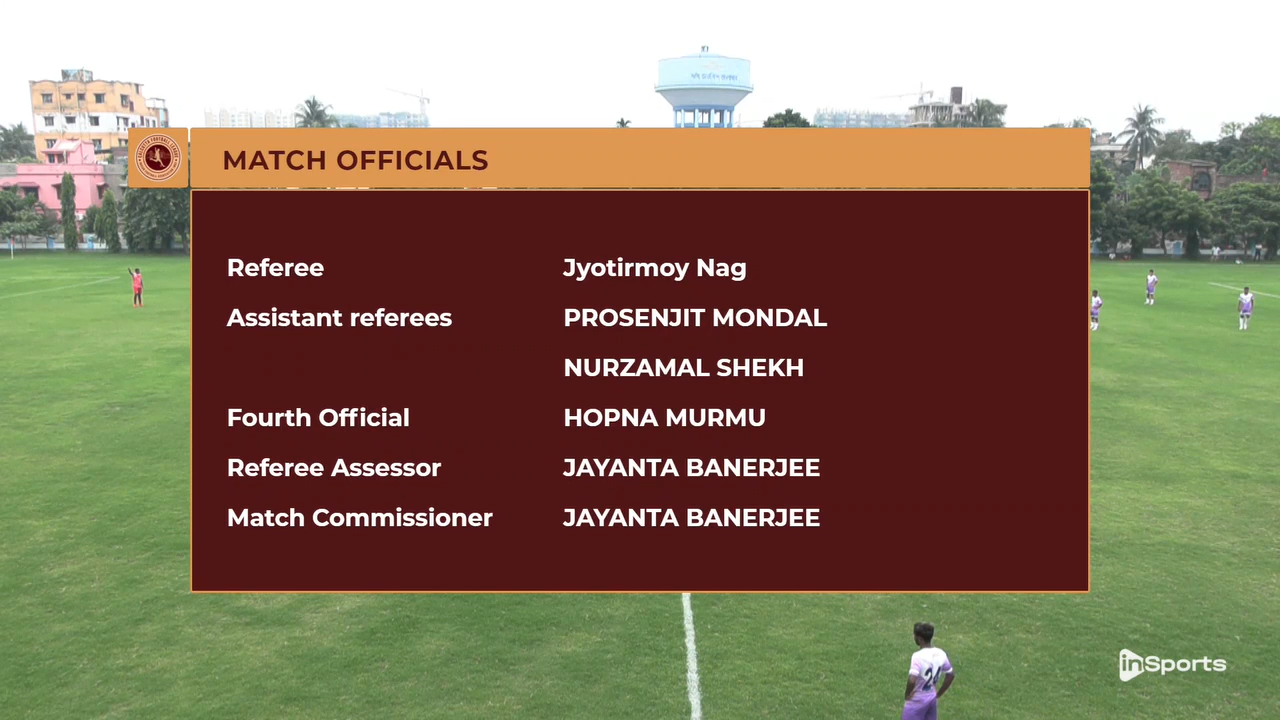 MATCH OFFICIALS
Referee Jyotirmoy Nag
Assistant referees PROSENJIT MONDAL
NURZAMAL SHEKH
Fourth Official HOPNA MURMU
Referee Assessor JAYANTA BANERJEE
Match Commissioner JAYANTA BANERJEE
24
inSports